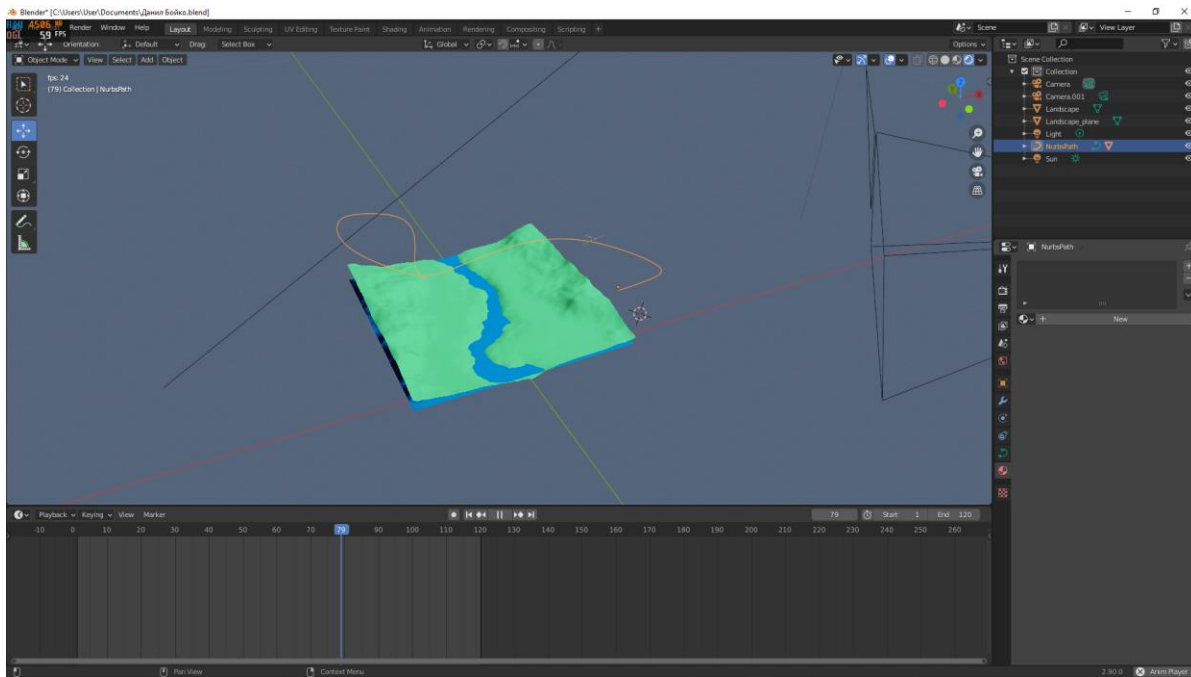 Blender* [C:\Users\User\Documents\Данил Бойко.blend]
4506 MB
OGL 59 FPS
Render Window Help Layout Modeling Sculpting UV Editing Texture Paint Shading Animation Rendering Compositing Scripting + Scene View Layer
Orientation: Default Drag: Select Box Global Options
Object Mode View Select Add Object
fps: 24
(79) Collection | NurbsPath
Scene Collection
Collection
Camera
Camera.001
Landscape
Landscape_plane
Light
NurbsPath
Sun
NurbsPath
+ New
Playback Keying View Marker 79 Start 1 End 120
-10 0 10 20 30 40 50 60 70 79 90 100 110 120 130 140 150 160 170 180 190 200 210 220 230 240 250 260
Pan View Context Menu 2.90.0 Anim Player